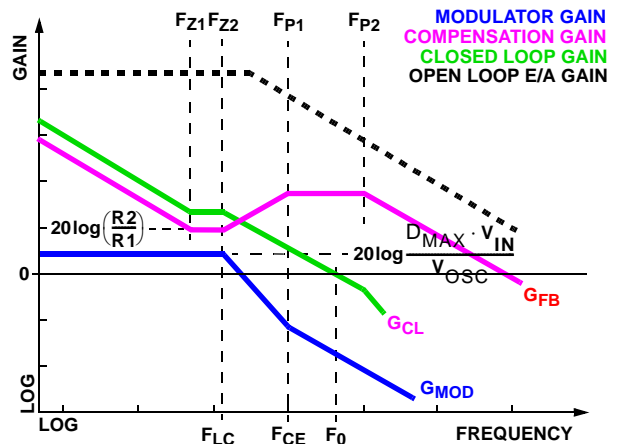 MODULATOR GAIN
COMPENSATION GAIN
CLOSED LOOP GAIN
OPEN LOOP E/A GAIN
FZ1 FZ2 FP1 FP2
GAIN
20log(R2/R1)
20log DMAX · VIN / VOSC
0
GFB
GCL
GMOD
LOG
LOG
FLC FCE F0
FREQUENCY